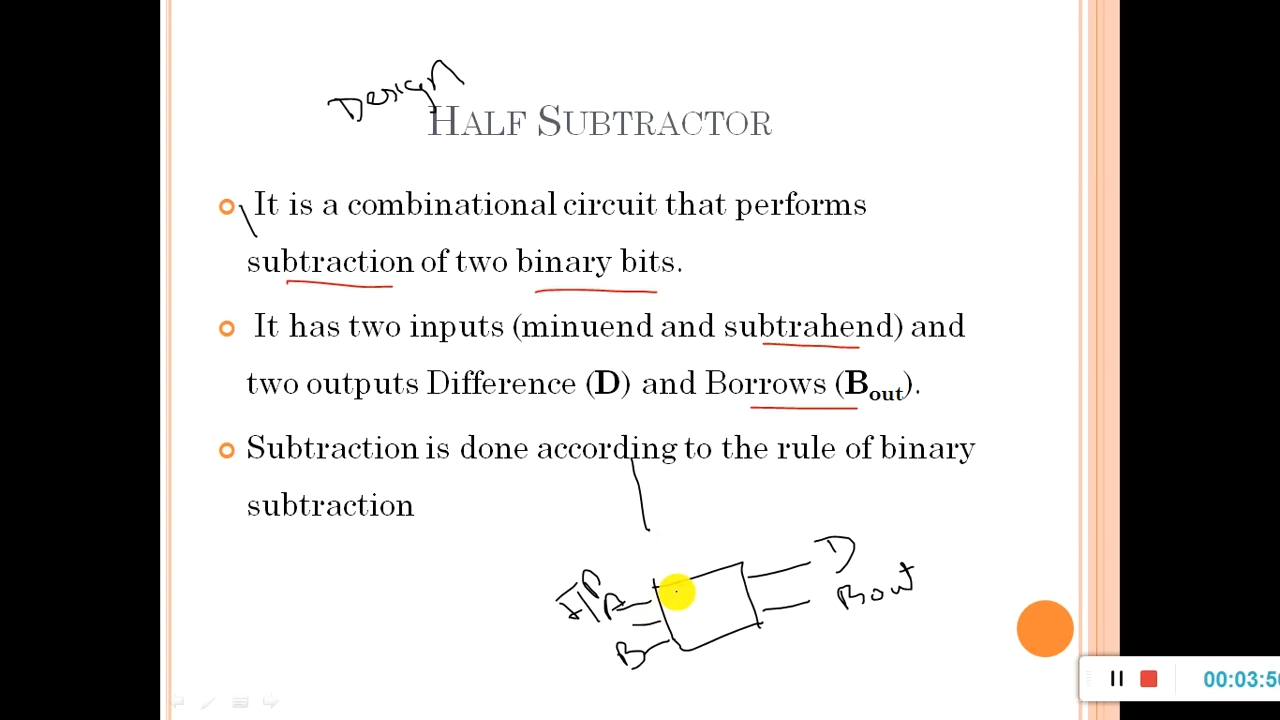 Design
HALF SUBTRACTOR
It is a combinational circuit that performs
subtraction of two binary bits.
It has two inputs (minuend and subtrahend) and
two outputs Difference (D) and Borrows (Bout).
Subtraction is done according to the rule of binary
subtraction
D
I/P A
Bout
B
00:03:50